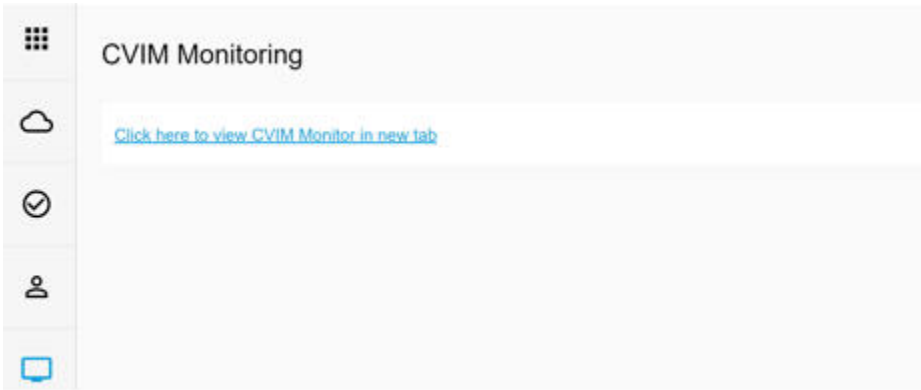 CVIM Monitoring
Click here to view CVIM Monitor in new tab